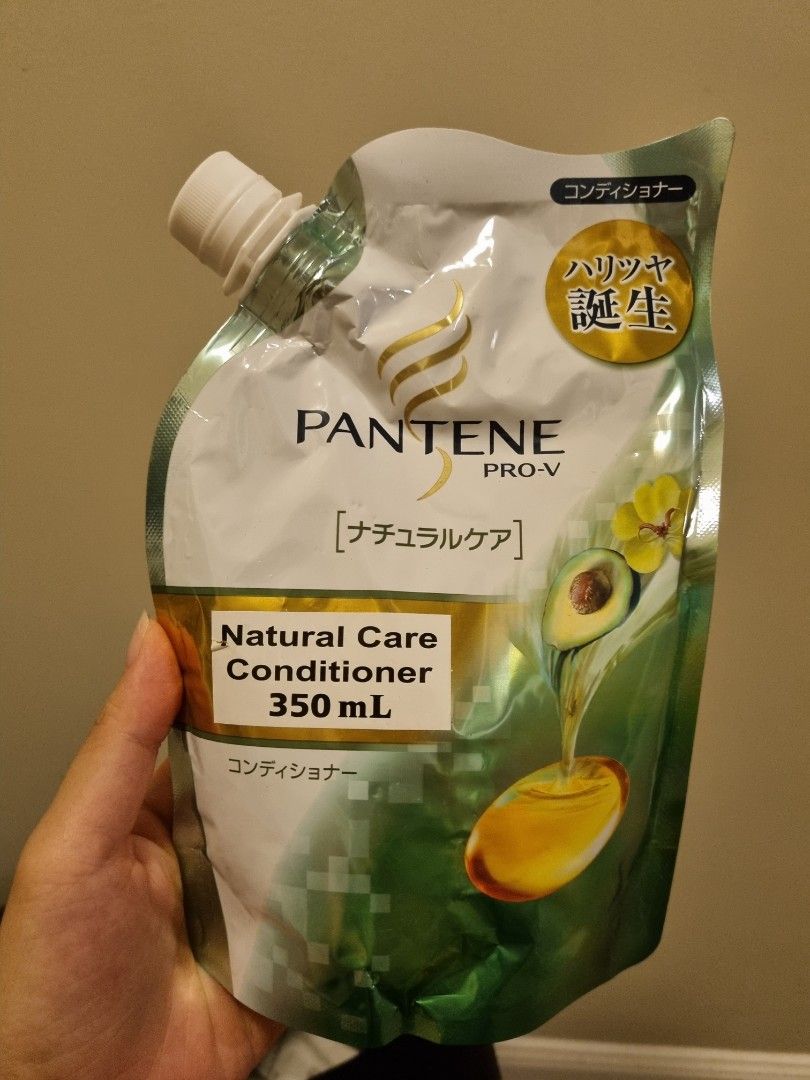 コンディショナー
ハリツヤ
誕生
PANTENE
PRO-V
[ナチュラルケア]
Natural Care
Conditioner
350 mL
コンディショナー